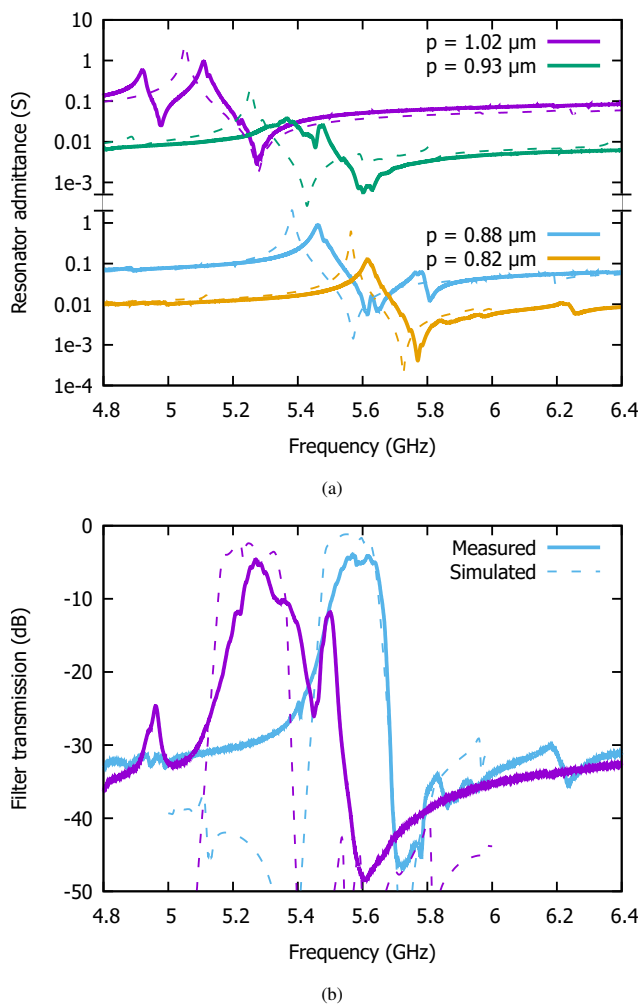 Resonator admittance (S)
10
1
0.1
0.01
1e-3
1
0.1
0.01
1e-3
1e-4
p = 1.02 µm
p = 0.93 µm
p = 0.88 µm
p = 0.82 µm
4.8 5 5.2 5.4 5.6 5.8 6 6.2 6.4
Frequency (GHz)
(a)
Filter transmission (dB)
0
-10
-20
-30
-40
-50
Measured
Simulated
4.8 5 5.2 5.4 5.6 5.8 6 6.2 6.4
Frequency (GHz)
(b)